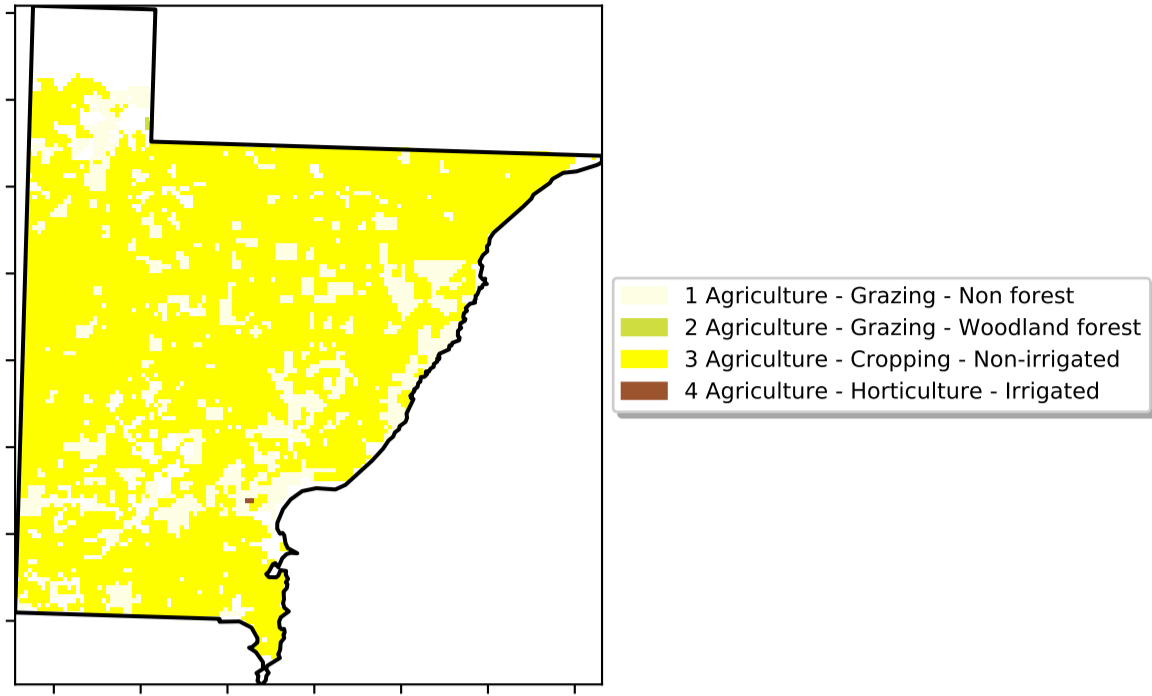 1 Agriculture - Grazing - Non forest
2 Agriculture - Grazing - Woodland forest
3 Agriculture - Cropping - Non-irrigated
4 Agriculture - Horticulture - Irrigated